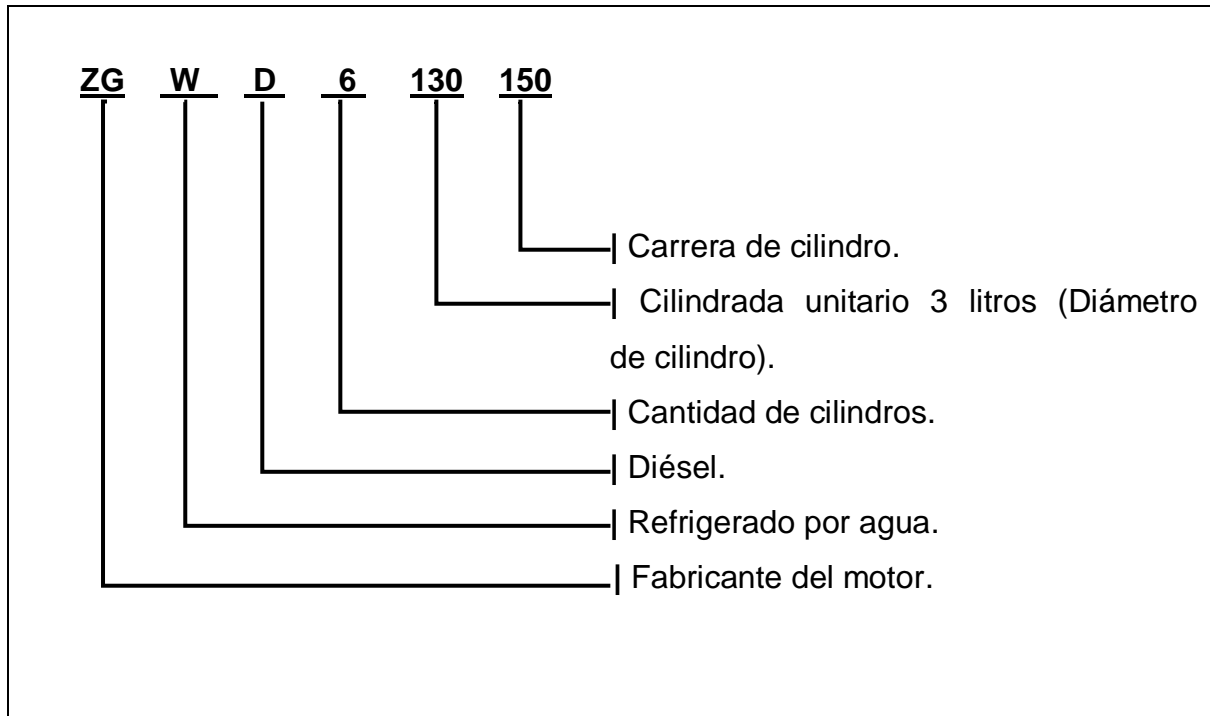 ZG W D 6 130 150
| Carrera de cilindro.
| Cilindrada unitario 3 litros (Diámetro
de cilindro).
| Cantidad de cilindros.
| Diésel.
| Refrigerado por agua.
| Fabricante del motor.